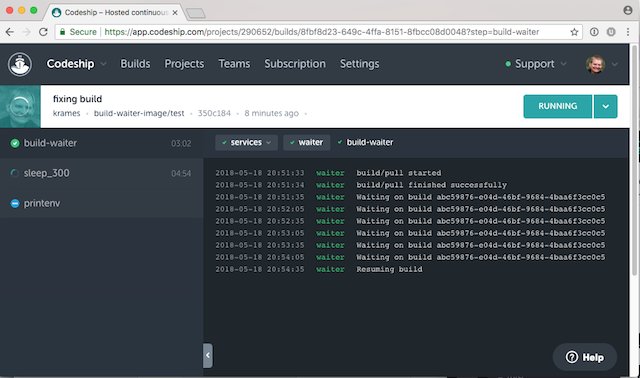 Codeship – Hosted continuous
Secure https://app.codeship.com/projects/290652/builds/8fbf8d23-649c-4ffa-8151-8fbcc08d0048?step=build-waiter
Codeship Builds Projects Teams Subscription Settings Support
fixing build
krames - build-waiter-image/test - 350c184 - 8 minutes ago -
RUNNING
build-waiter 03:02
sleep_300 04:54
printenv
services waiter build-waiter
2018-05-18 20:51:33 waiter build/pull started
2018-05-18 20:51:34 waiter build/pull finished successfully
2018-05-18 20:51:35 waiter Waiting on build abc59876-e04d-46bf-9684-4baa6f3cc0c5
2018-05-18 20:52:05 waiter Waiting on build abc59876-e04d-46bf-9684-4baa6f3cc0c5
2018-05-18 20:52:35 waiter Waiting on build abc59876-e04d-46bf-9684-4baa6f3cc0c5
2018-05-18 20:53:05 waiter Waiting on build abc59876-e04d-46bf-9684-4baa6f3cc0c5
2018-05-18 20:53:35 waiter Waiting on build abc59876-e04d-46bf-9684-4baa6f3cc0c5
2018-05-18 20:54:05 waiter Waiting on build abc59876-e04d-46bf-9684-4baa6f3cc0c5
2018-05-18 20:54:35 waiter Resuming build
Help